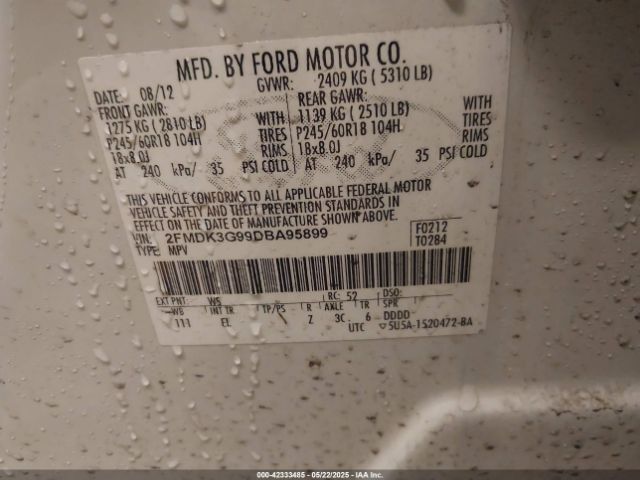 MFD. BY FORD MOTOR CO.
DATE: 08/12 GVWR: 2409 KG ( 5310 LB)
FRONT GAWR: REAR GAWR:
1275 KG ( 2810 LB) WITH 1139 KG ( 2510 LB) WITH
P245/60R18 104H TIRES P245/60R18 104H TIRES
18x8.0J RIMS 18x8.0J RIMS
AT 240 kPa/ 35 PSI COLD AT 240 kPa/ 35 PSI COLD
THIS VEHICLE CONFORMS TO ALL APPLICABLE FEDERAL MOTOR
VEHICLE SAFETY AND THEFT PREVENTION STANDARDS IN
EFFECT ON THE DATE OF MANUFACTURE SHOWN ABOVE.
VIN: 2FMDK3G99DBA95899 F0212
TYPE: MPV T0284
EXT PNT: WS RC: 52 DSO:
WB INT TR TP/PS R AXLE TR SPR
111 EL Z 3C 6 DDDD
UTC 5U5A-1520472-BA
000-42333485 - 05/22/2025 - IAA Inc.